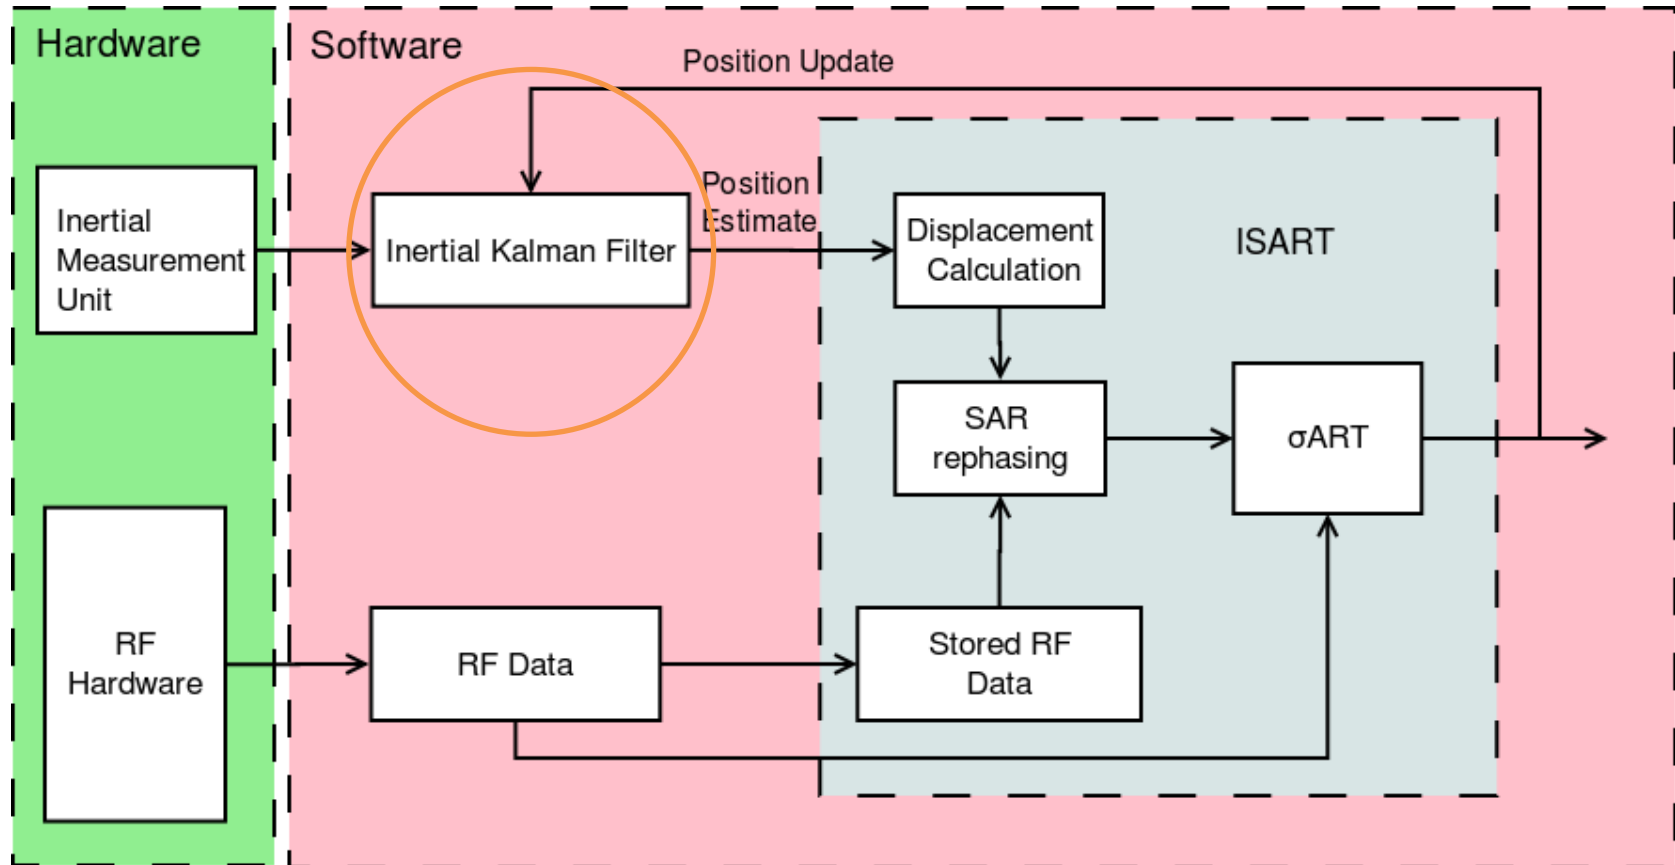 Hardware
Software
Position Update
Inertial
Measurement
Unit
Inertial Kalman Filter
Position
Estimate
Displacement
Calculation
ISART
SAR
rephasing
σART
RF
Hardware
RF Data
Stored RF
Data